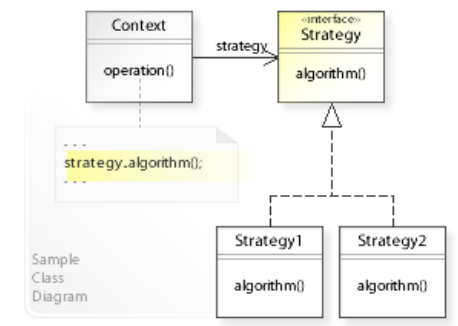 Context
operation()
strategy
«interface»
Strategy
algorithm()
- - -
strategy.algorithm();
- - -
Strategy1
algorithm()
Strategy2
algorithm()
Sample
Class
Diagram